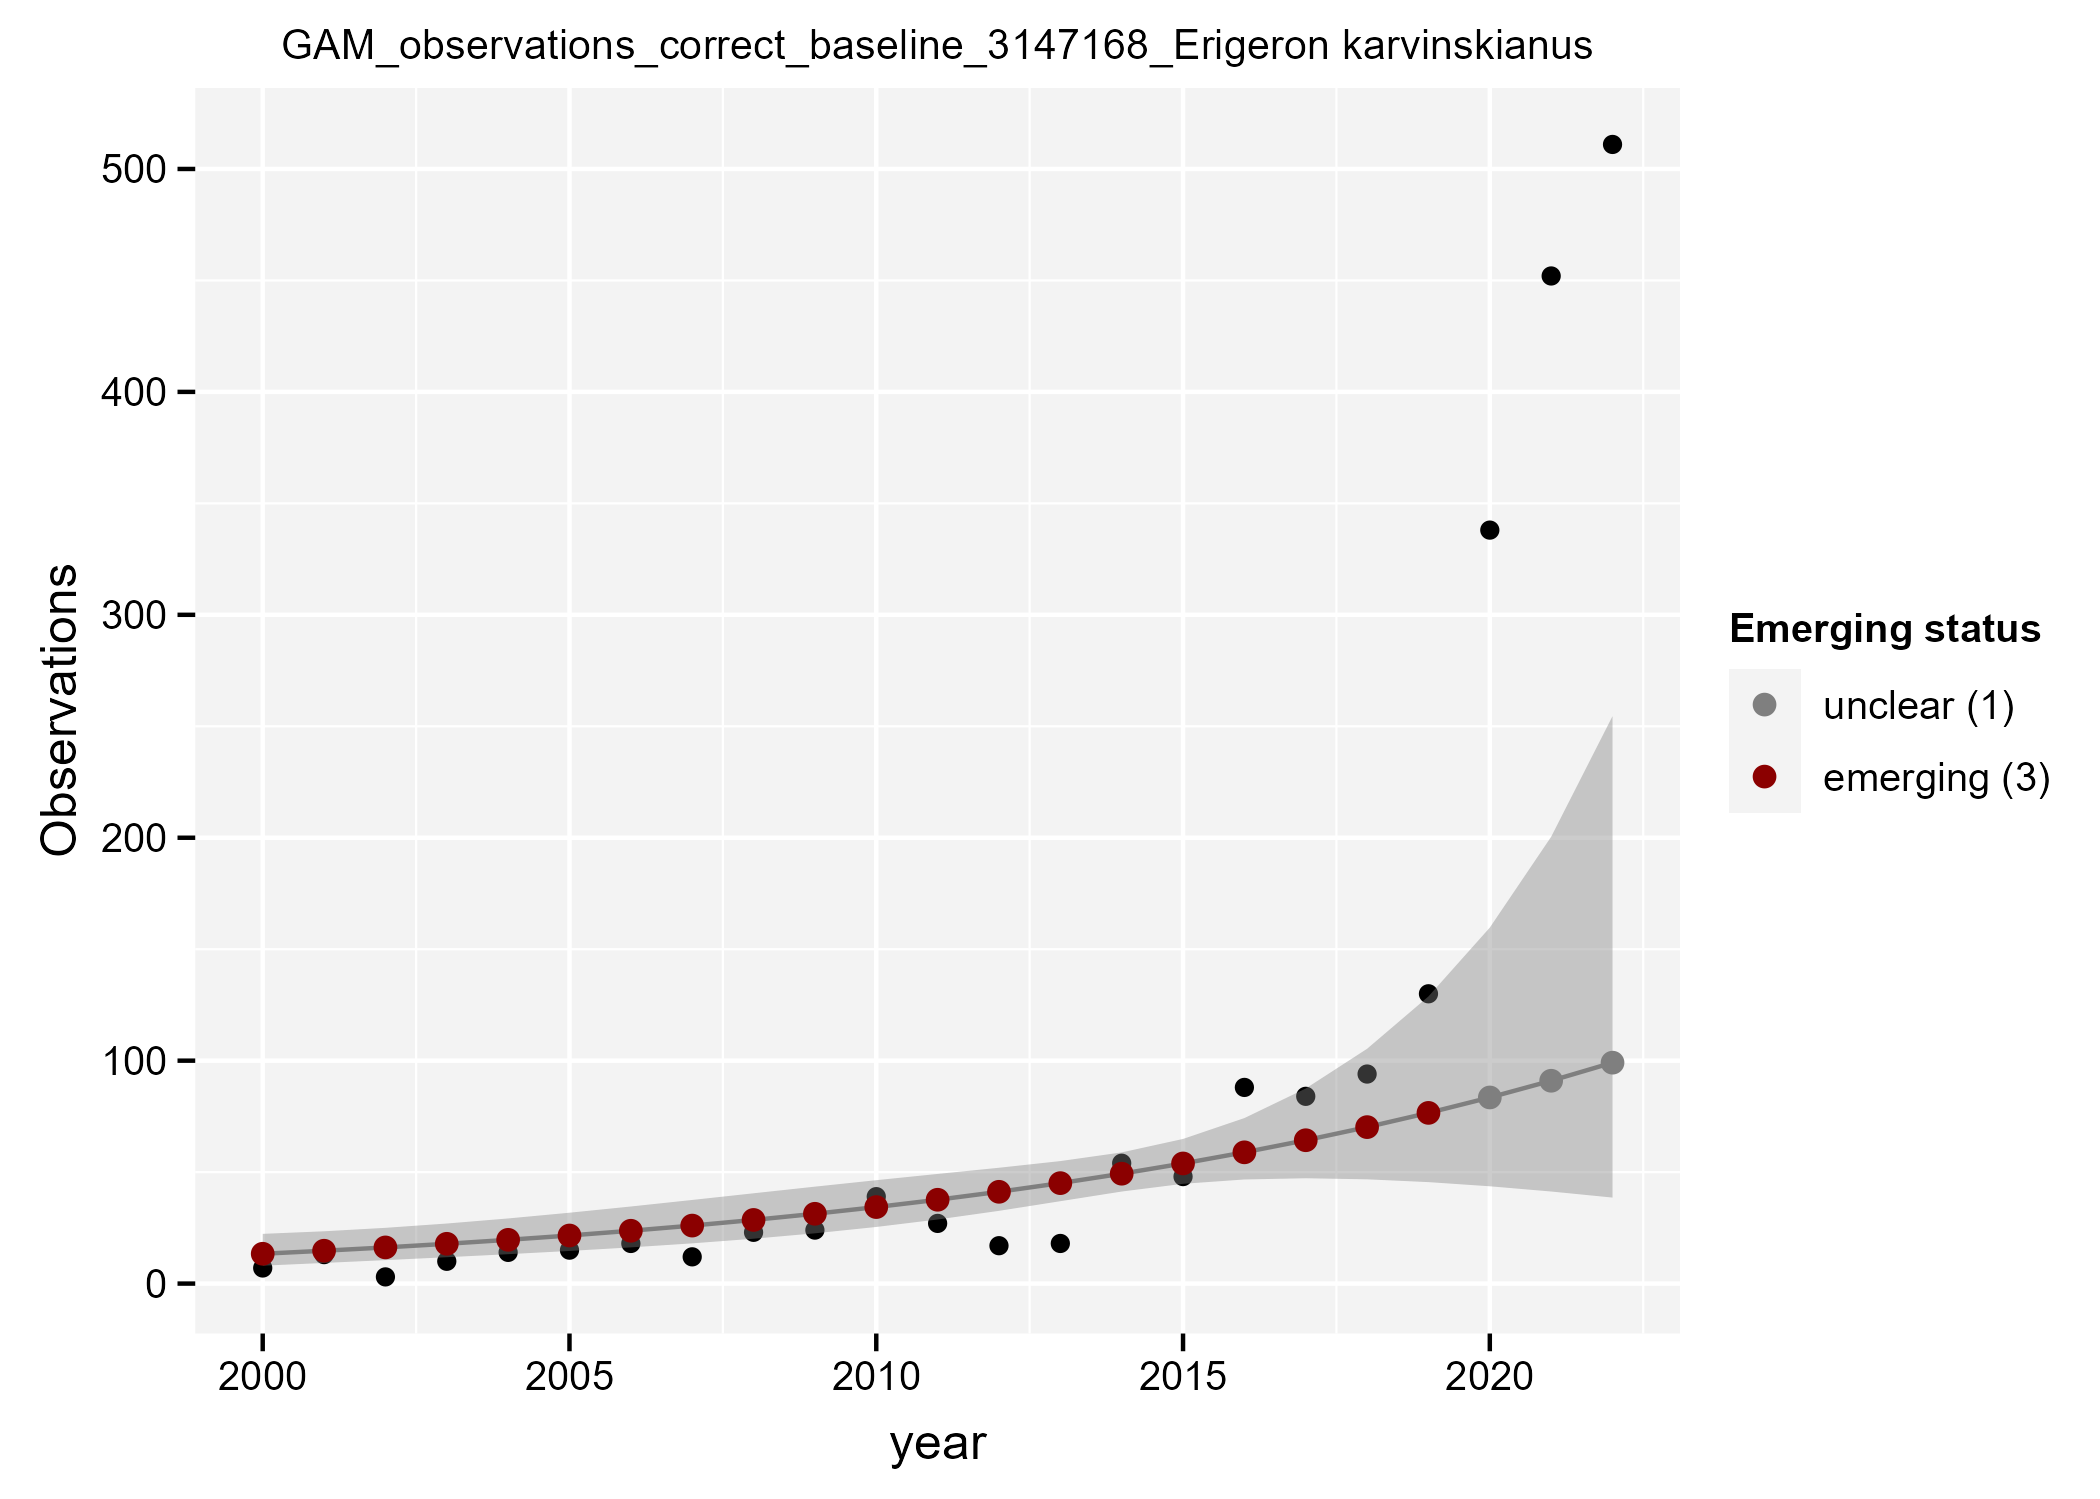 GAM_observations_correct_baseline_3147168_Erigeron karvinskianus
500
400
300
200
100
0
Observations
2000 2005 2010 2015 2020
year
Emerging status
unclear (1)
emerging (3)